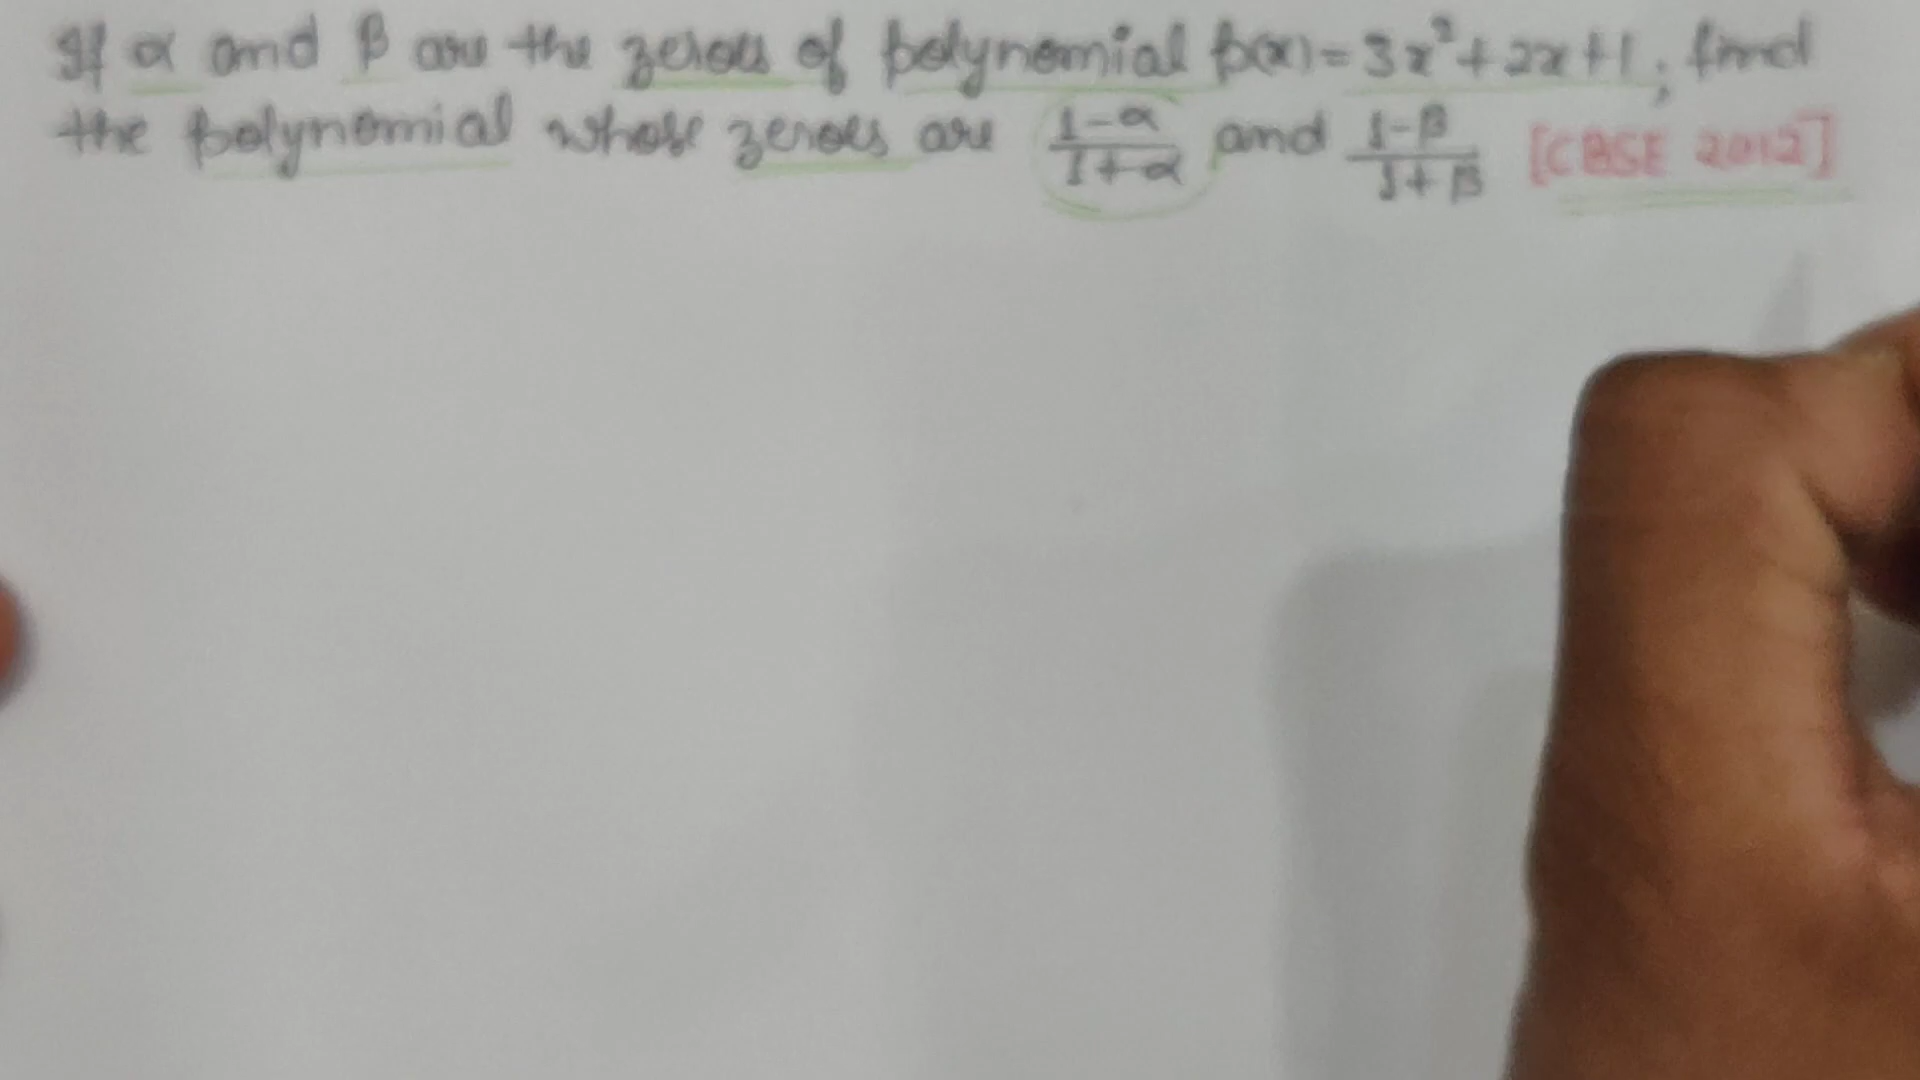 If α and β are the zeroes of polynomial p(x)=3x²+2x+1, find
the polynomial whose zeroes are (1-α)/(1+α) and (1-β)/(1+β) [CBSE 2012]